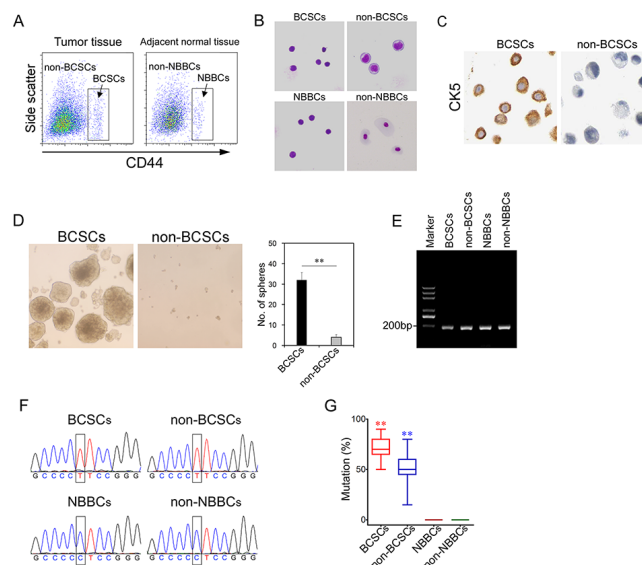 A
Tumor tissue
Adjacent normal tissue
non-BCSCs
BCSCs
non-NBBCs
NBBCs
Side scatter
CD44
B
BCSCs
non-BCSCs
NBBCs
non-NBBCs
C
BCSCs
non-BCSCs
CK5
D
BCSCs
non-BCSCs
No. of spheres
50
40
30
20
10
0
**
BCSCs
non-BCSCs
E
Marker
BCSCs
non-BCSCs
NBBCs
non-NBBCs
200bp
F
BCSCs
non-BCSCs
G C C C C T T C C G G G
G C C C C T T C C G G G
NBBCs
non-NBBCs
G C C C C C T C C G G G
G C C C C C T C C G G G
G
Mutation (%)
100
50
0
**
**
BCSCs
non-BCSCs
NBBCs
non-NBBCs